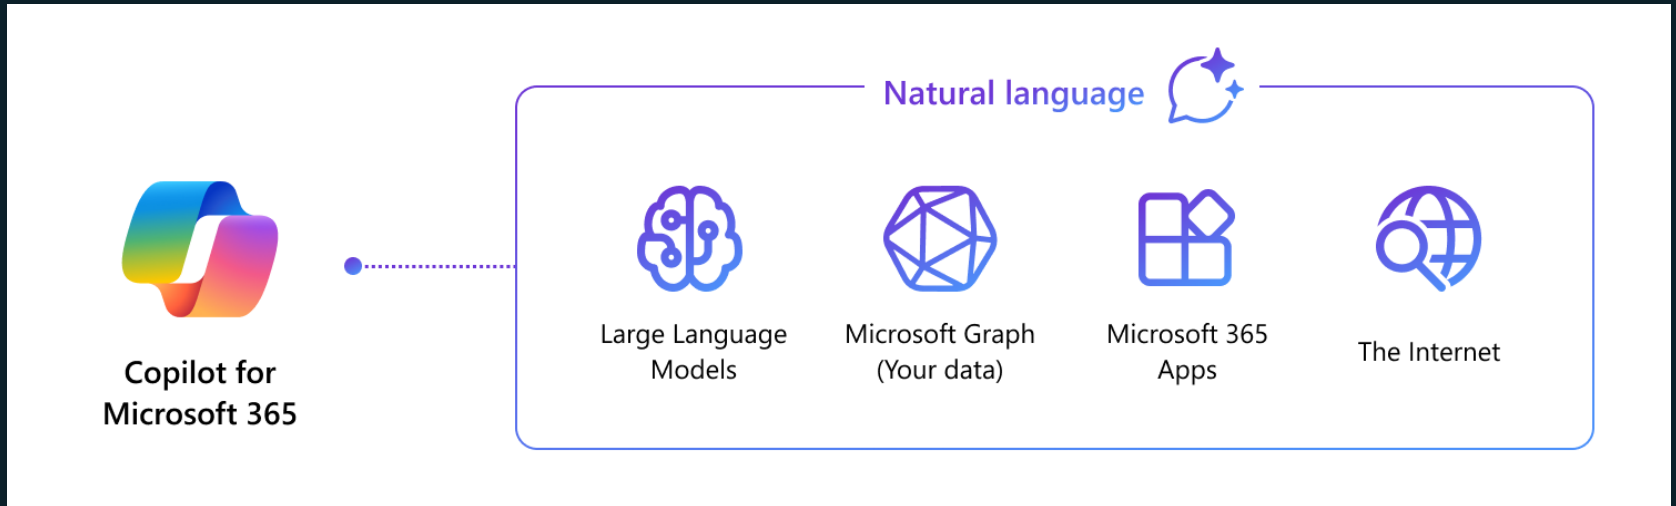 Natural language
Large Language
Models
Microsoft Graph
(Your data)
Microsoft 365
Apps
The Internet
Copilot for
Microsoft 365